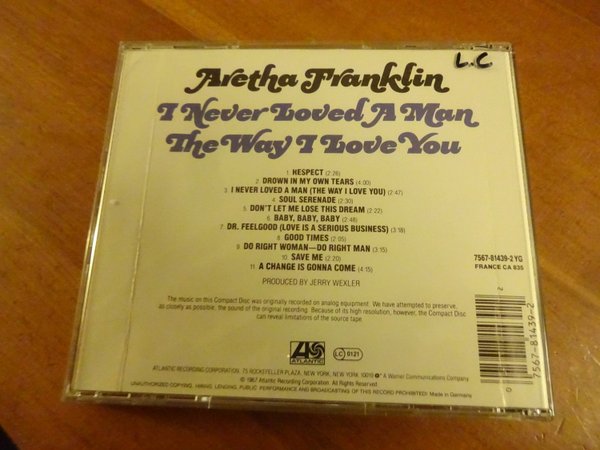 L.C
Aretha Franklin
I Never Loved A Man
The Way I Love You
1. RESPECT (2:26)
2. DROWN IN MY OWN TEARS (4:00)
3. I NEVER LOVED A MAN (THE WAY I LOVE YOU) (2:47)
4. SOUL SERENADE (2:30)
5. DON'T LET ME LOSE THIS DREAM (2:22)
6. BABY, BABY, BABY (2:48)
7. DR. FEELGOOD (LOVE IS A SERIOUS BUSINESS) (3:18)
8. GOOD TIMES (2:05)
9. DO RIGHT WOMAN—DO RIGHT MAN (3:15)
10. SAVE ME (2:20)
11. A CHANGE IS GONNA COME (4:15)
PRODUCED BY JERRY WEXLER
7567-81439-2 YG
FRANCE CA 835
The music on this Compact Disc was originally recorded on analog equipment. We have attempted to preserve,
as closely as possible, the sound of the original recording. Because of its high resolution, however, the Compact Disc
can reveal limitations of the source tape.
ATLANTIC
LC 0121
7567-81439-2
ATLANTIC RECORDING CORPORATION, 75 ROCKEFELLER PLAZA, NEW YORK, NEW YORK 10019 A Warner Communications Company
© 1967 Atlantic Recording Corporation. All Rights Reserved
UNAUTHORIZED COPYING, HIRING, LENDING, PUBLIC PERFORMANCE AND BROADCASTING OF THIS RECORD PROHIBITED! Made in Germany